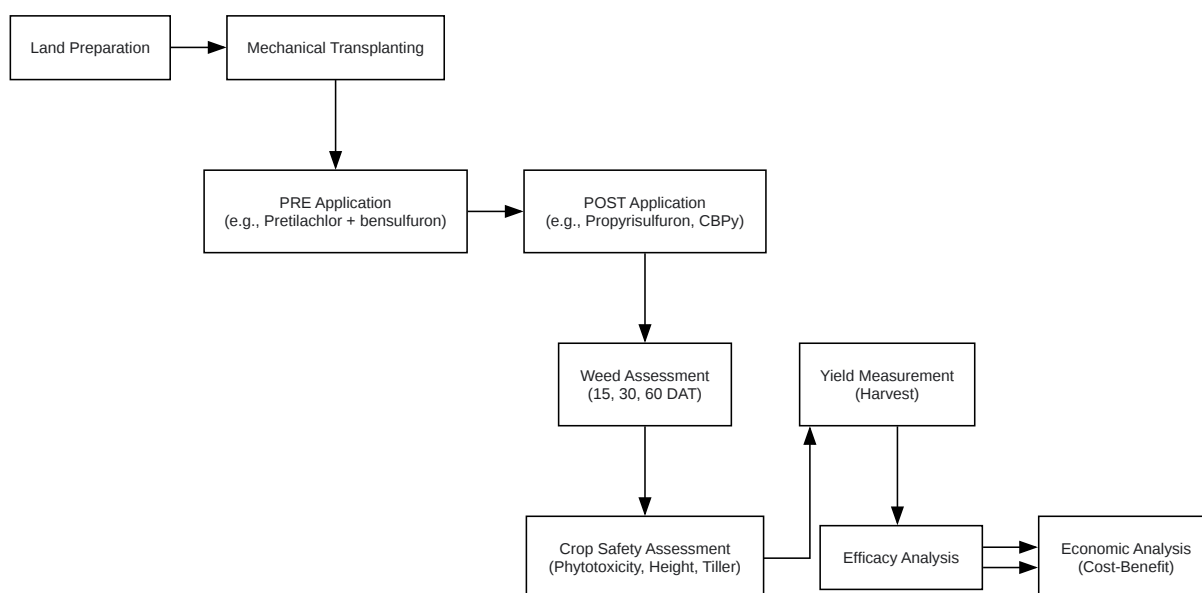 Land Preparation
Mechanical Transplanting
PRE Application
(e.g., Pretilachlor + bensulfuron)
POST Application
(e.g., Propyrisulfuron, CBPy)
Weed Assessment
(15, 30, 60 DAT)
Yield Measurement
(Harvest)
Crop Safety Assessment
(Phytotoxicity, Height, Tiller)
Efficacy Analysis
Economic Analysis
(Cost-Benefit)